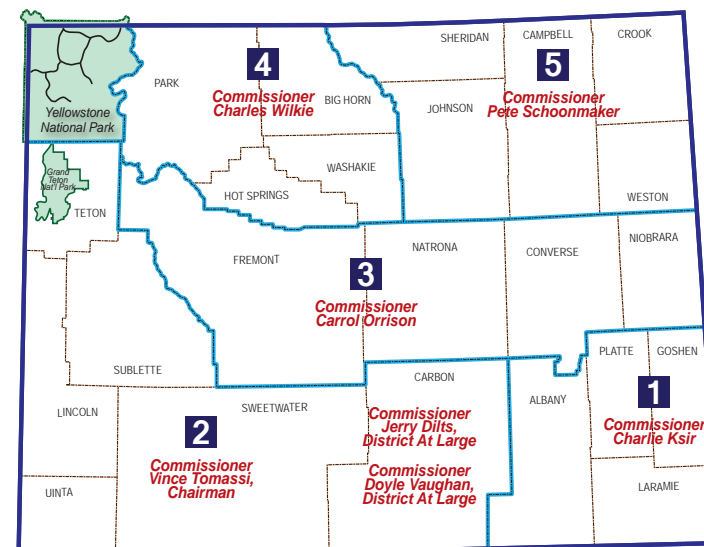 SHERIDAN
CAMPBELL
CROOK
4
5
PARK
Commissioner
Charles Wilkie
BIG HORN
Commissioner
Pete Schoonmaker
JOHNSON
Yellowstone
National Park
WASHAKIE
Grand
Teton
Nat'l Park
HOT SPRINGS
WESTON
TETON
NIOBRARA
FREMONT
NATRONA
CONVERSE
3
Commissioner
Carrol Orrison
SUBLETTE
CARBON
PLATTE
GOSHEN
LINCOLN
SWEETWATER
ALBANY
1
2
Commissioner
Jerry Dilts,
District At Large
Commissioner
Charlie Ksir
Commissioner
Vince Tomassi,
Chairman
Commissioner
Doyle Vaughan,
District At Large
UINTA
LARAMIE